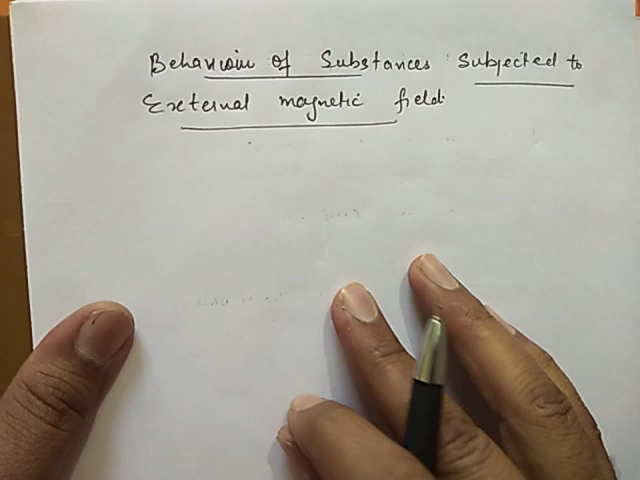 Behaviour of Substances Subjected to
External magnetic field.